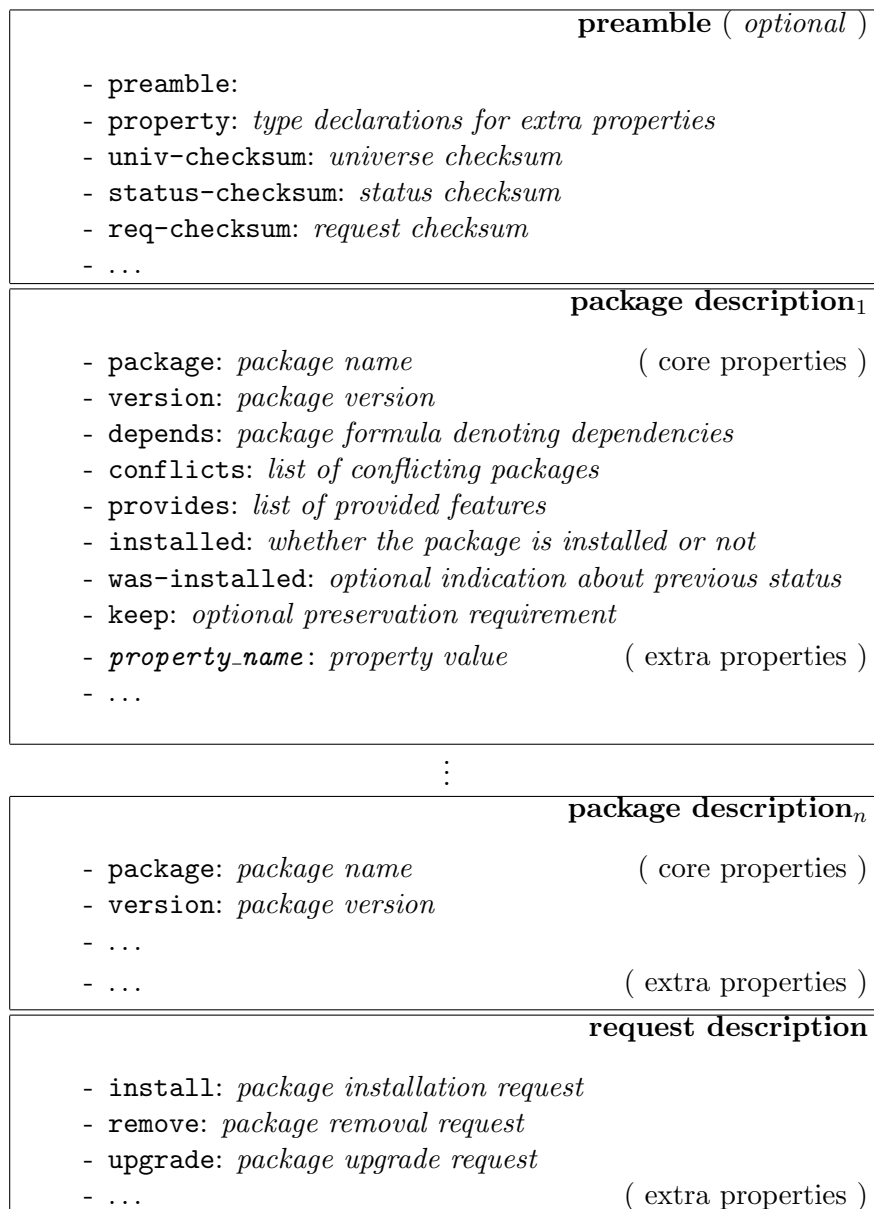 preamble ( optional )
- preamble:
- property: type declarations for extra properties
- univ-checksum: universe checksum
- status-checksum: status checksum
- req-checksum: request checksum
- ...
package description1
- package: package name ( core properties )
- version: package version
- depends: package formula denoting dependencies
- conflicts: list of conflicting packages
- provides: list of provided features
- installed: whether the package is installed or not
- was-installed: optional indication about previous status
- keep: optional preservation requirement
- property_name: property value ( extra properties )
- ...
⋮
package descriptionn
- package: package name ( core properties )
- version: package version
- ...
- ... ( extra properties )
request description
- install: package installation request
- remove: package removal request
- upgrade: package upgrade request
- ... ( extra properties )